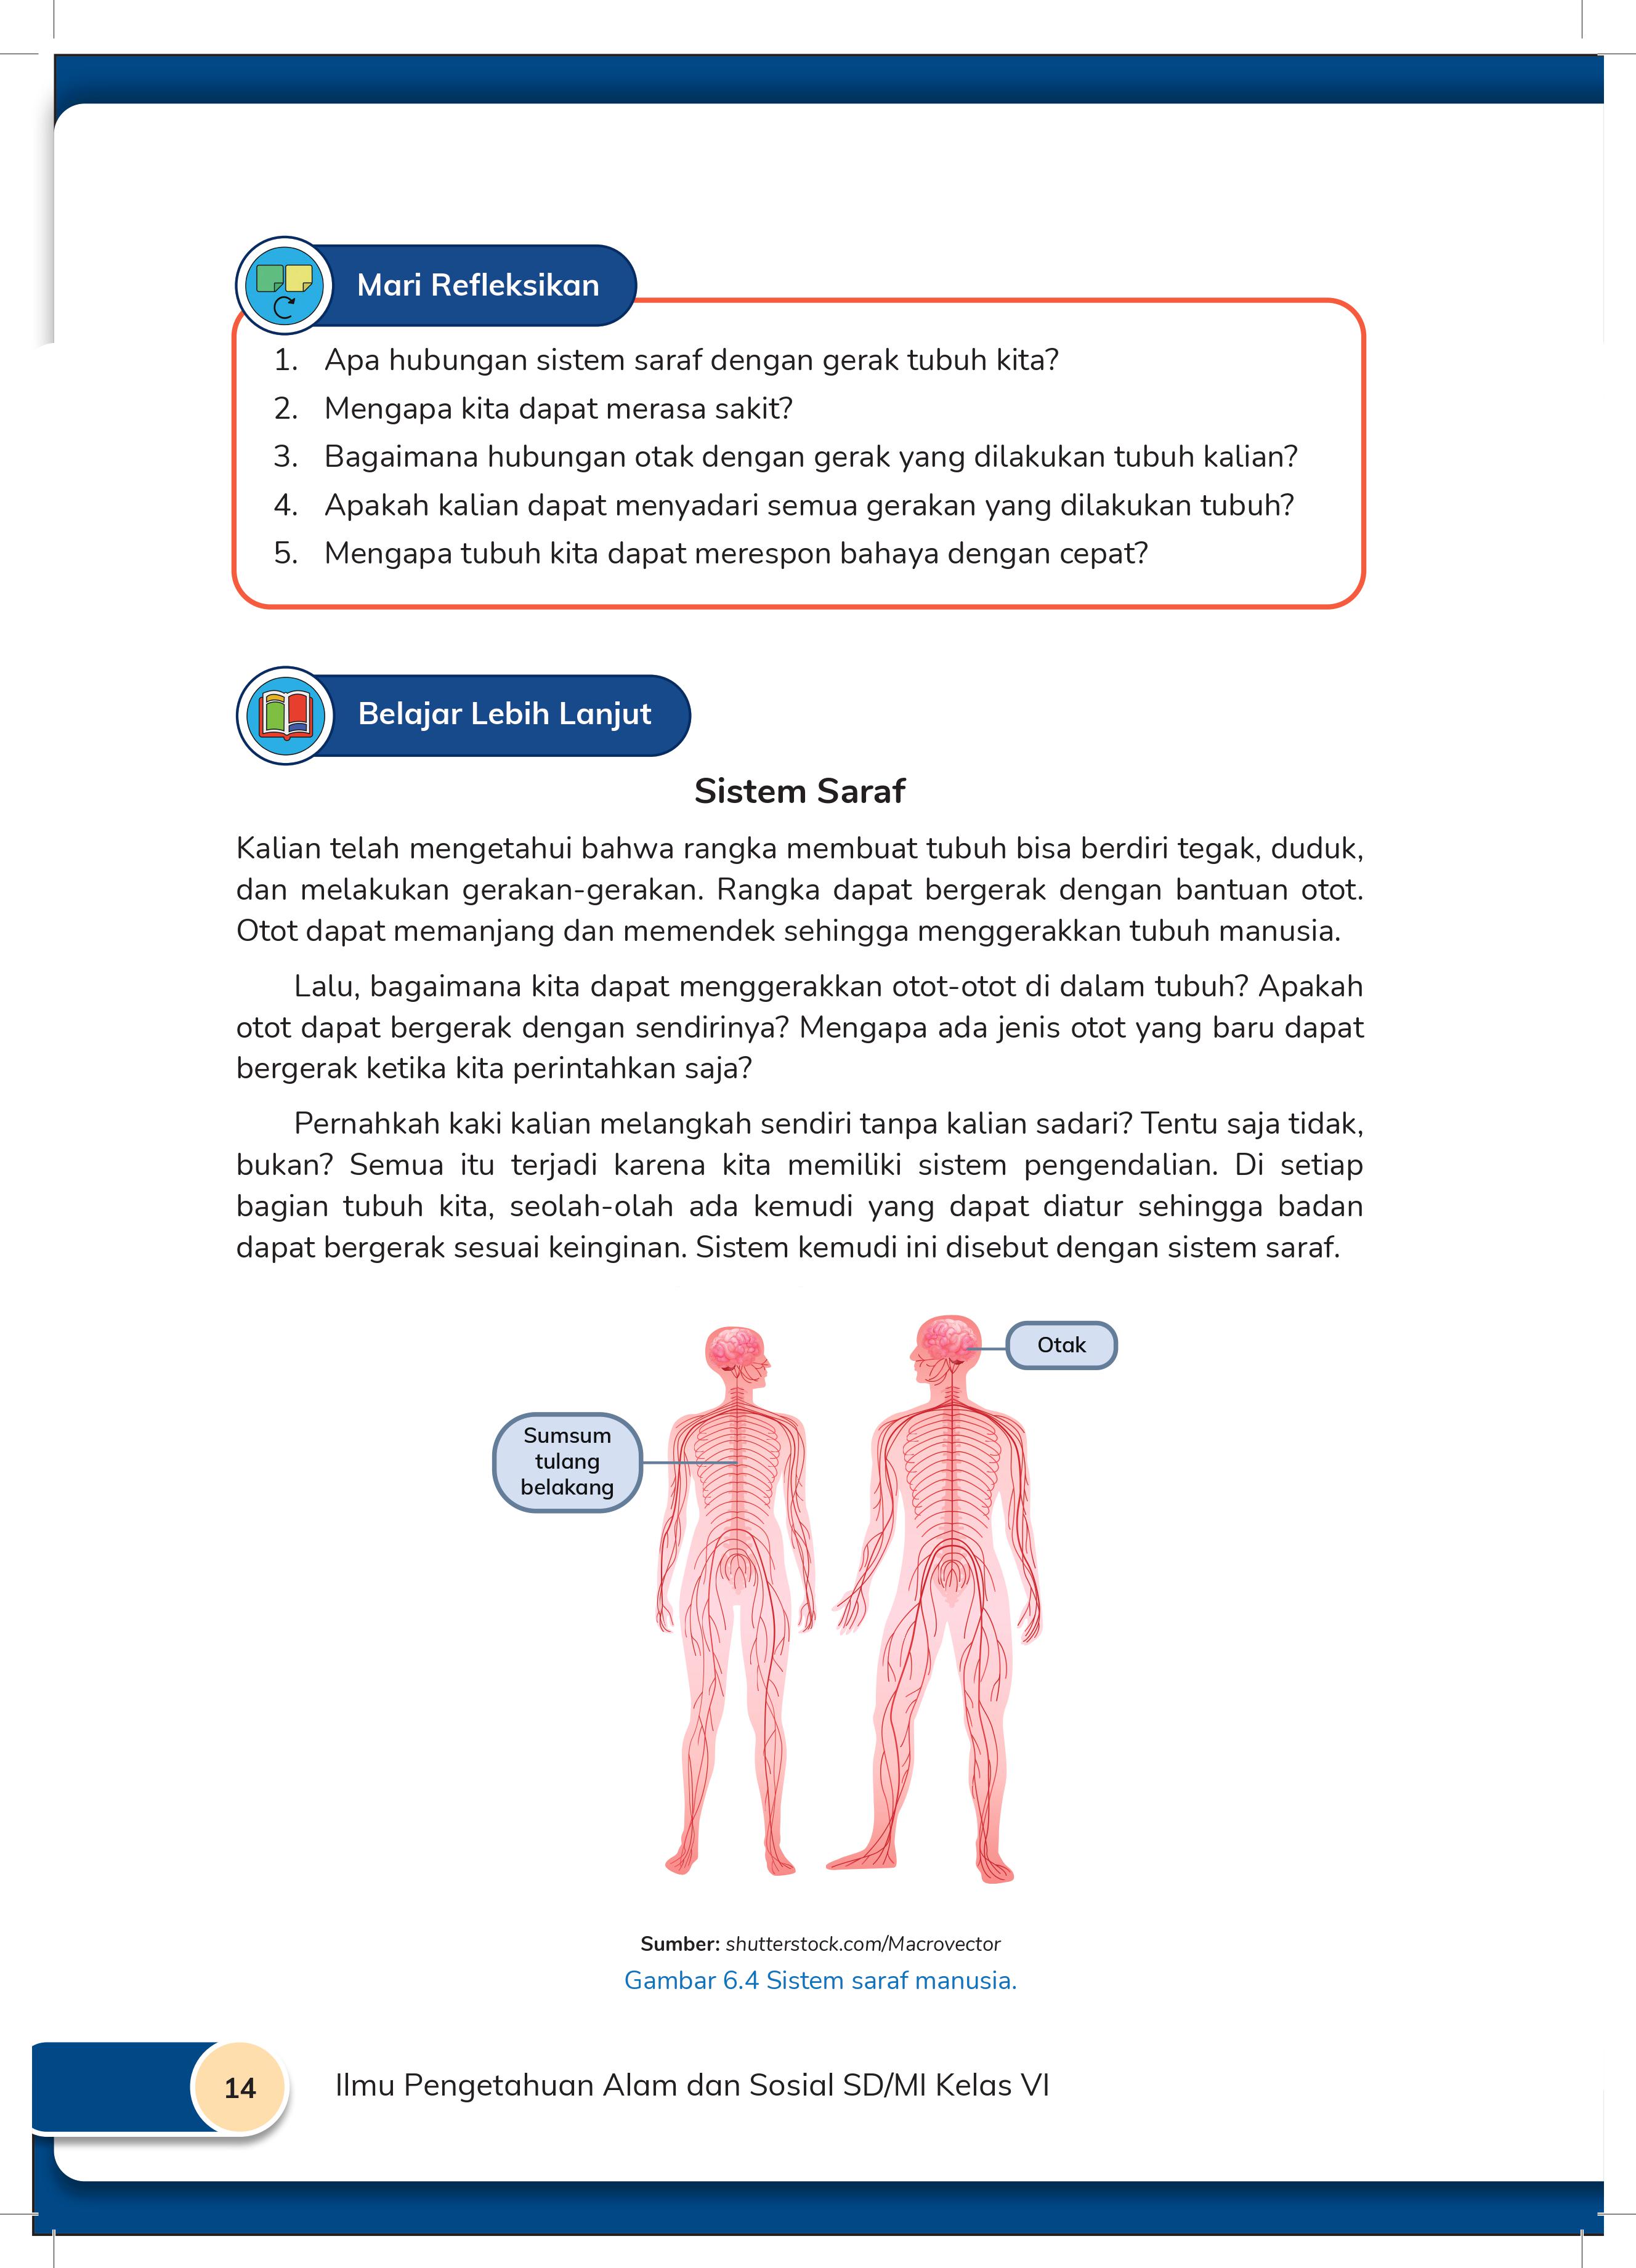 Mari Refleksikan
1. Apa hubungan sistem saraf dengan gerak tubuh kita?
2. Mengapa kita dapat merasa sakit?
3. Bagaimana hubungan otak dengan gerak yang dilakukan tubuh kalian?
4. Apakah kalian dapat menyadari semua gerakan yang dilakukan tubuh?
5. Mengapa tubuh kita dapat merespon bahaya dengan cepat?
Belajar Lebih Lanjut
Sistem Saraf
Kalian telah mengetahui bahwa rangka membuat tubuh bisa berdiri tegak, duduk,
dan melakukan gerakan-gerakan. Rangka dapat bergerak dengan bantuan otot.
Otot dapat memanjang dan memendek sehingga menggerakkan tubuh manusia.
Lalu, bagaimana kita dapat menggerakkan otot-otot di dalam tubuh? Apakah
otot dapat bergerak dengan sendirinya? Mengapa ada jenis otot yang baru dapat
bergerak ketika kita perintahkan saja?
Pernahkah kaki kalian melangkah sendiri tanpa kalian sadari? Tentu saja tidak,
bukan? Semua itu terjadi karena kita memiliki sistem pengendalian. Di setiap
bagian tubuh kita, seolah-olah ada kemudi yang dapat diatur sehingga badan
dapat bergerak sesuai keinginan. Sistem kemudi ini disebut dengan sistem saraf.
Otak
Sumsum
tulang
belakang
Sumber: shutterstock.com/Macrovector
Gambar 6.4 Sistem saraf manusia.
14
Ilmu Pengetahuan Alam dan Sosial SD/MI Kelas VI